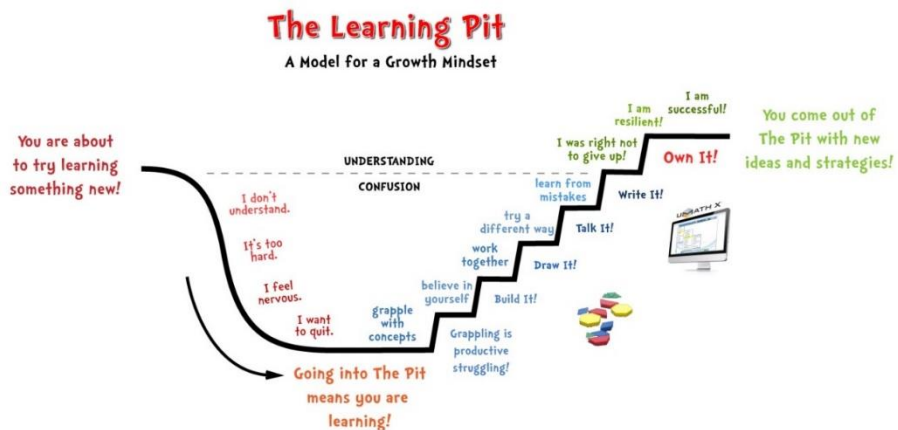 The Learning Pit
A Model for a Growth Mindset
You are about
to try learning
something new!
UNDERSTANDING
CONFUSION
I don't
understand.
It's too
hard.
I feel
nervous.
I want
to quit.
Going into The Pit
means you are
learning!
grapple
with
concepts
Grappling is
productive
struggling!
believe in
yourself
Build It!
work
together
Draw It!
try a
different way
Talk It!
learn from
mistakes
Write It!
I was right not
to give up!
Own It!
I am
resilient!
I am
successful!
You come out of
The Pit with new
ideas and strategies!